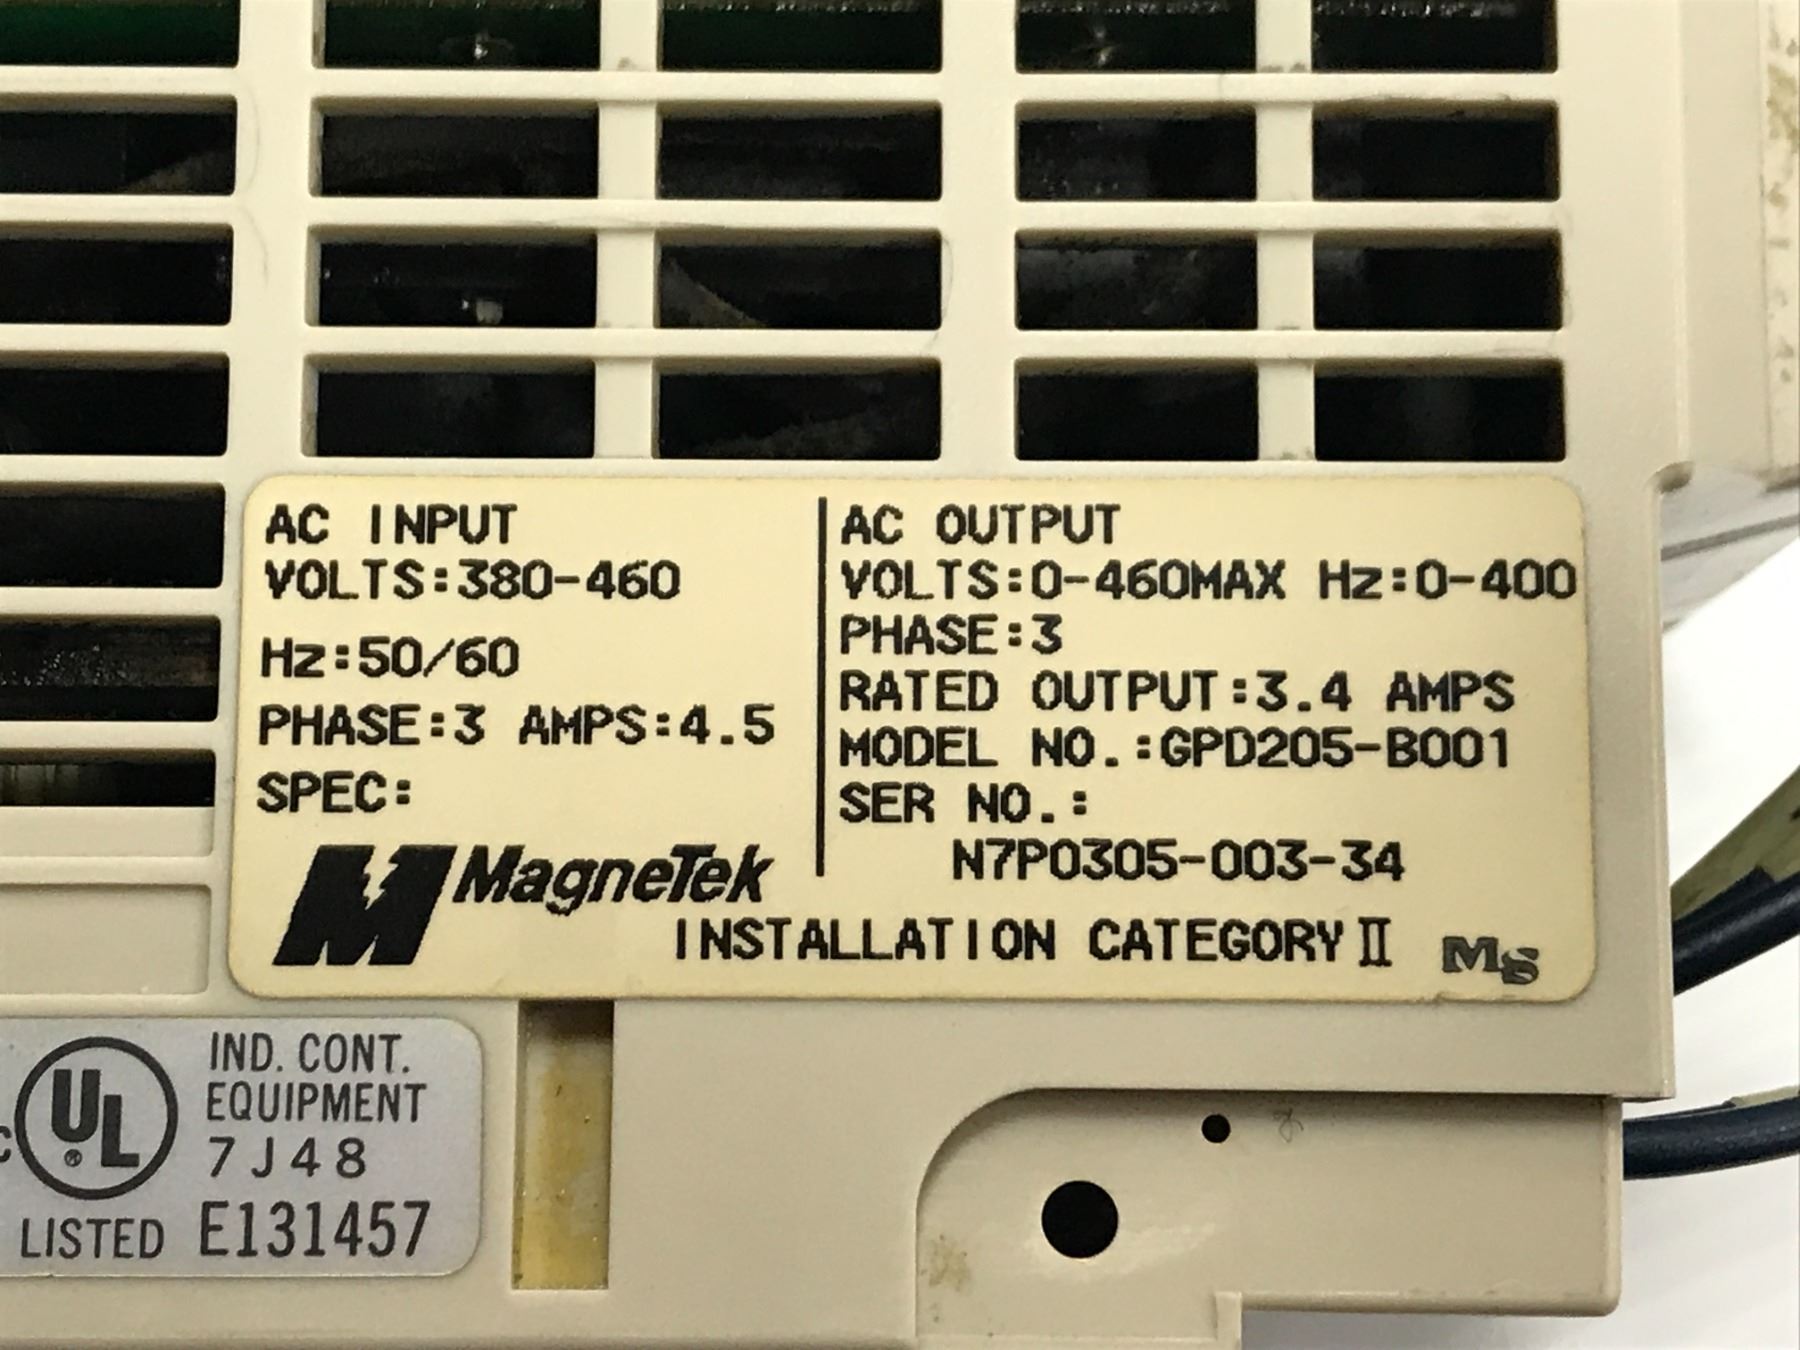 AC INPUT
VOLTS:380-460
Hz:50/60
PHASE:3 AMPS:4.5
SPEC:
MagneTek
AC OUTPUT
VOLTS:0-460MAX Hz:0-400
PHASE:3
RATED OUTPUT:3.4 AMPS
MODEL NO.:GPD205-B001
SER NO.:
N7P0305-003-34
INSTALLATION CATEGORY II
MS
C UL ®
LISTED
IND. CONT.
EQUIPMENT
7J48
E131457